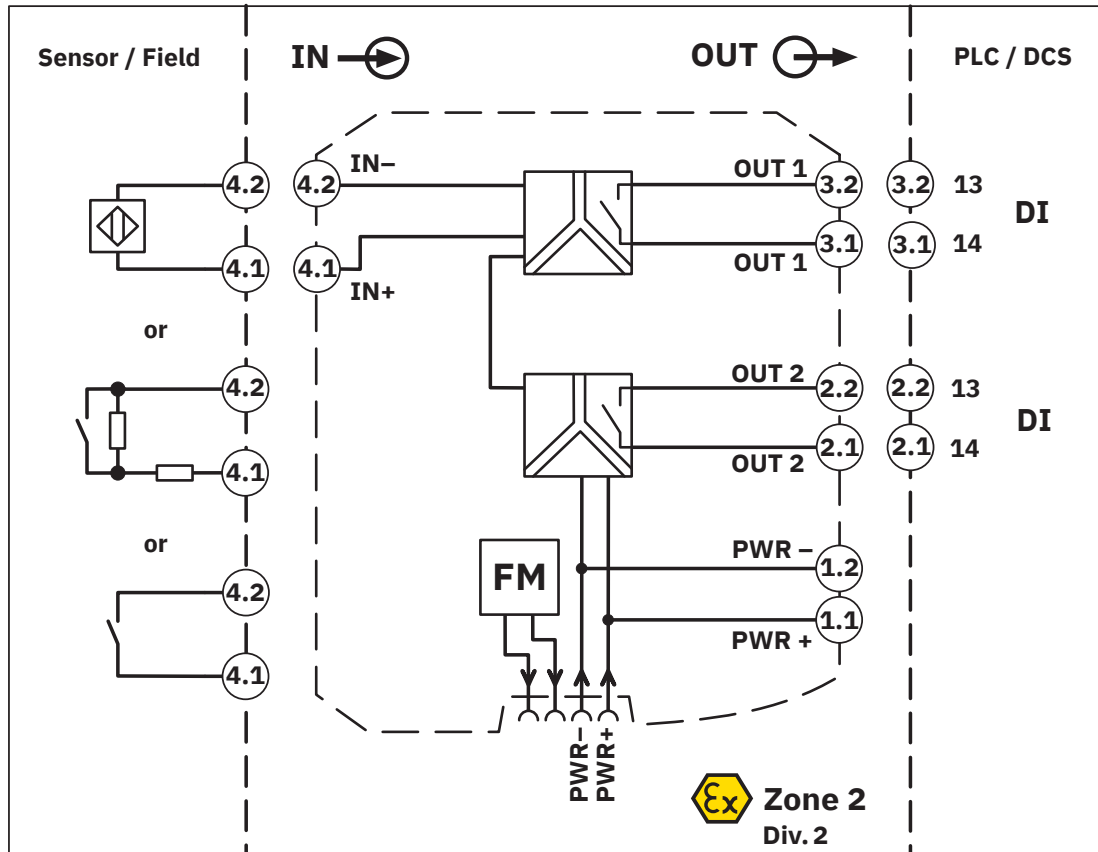 Sensor / Field
IN
OUT
PLC / DCS
4.2
4.2
IN–
OUT 1
3.2
3.2
13
DI
4.1
4.1
IN+
OUT 1
3.1
3.1
14
or
4.2
OUT 2
2.2
2.2
13
DI
4.1
OUT 2
2.1
2.1
14
or
FM
PWR –
1.2
4.2
PWR +
1.1
4.1
PWR–
PWR+
Ex
Zone 2
Div. 2